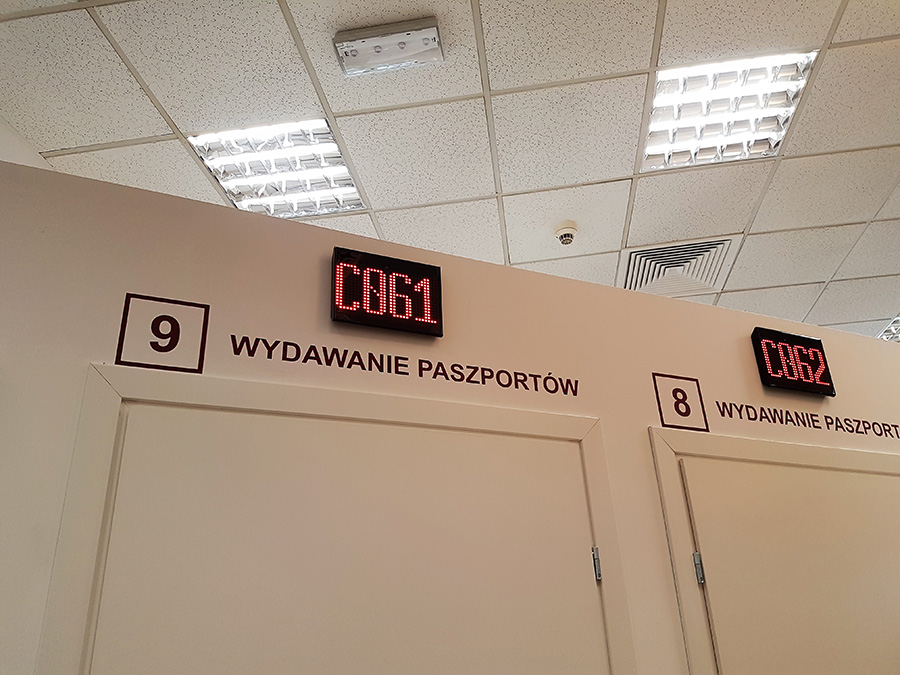 C061
9 WYDAWANIE PASZPORTÓW
C062
8 WYDAWANIE PASZPORT